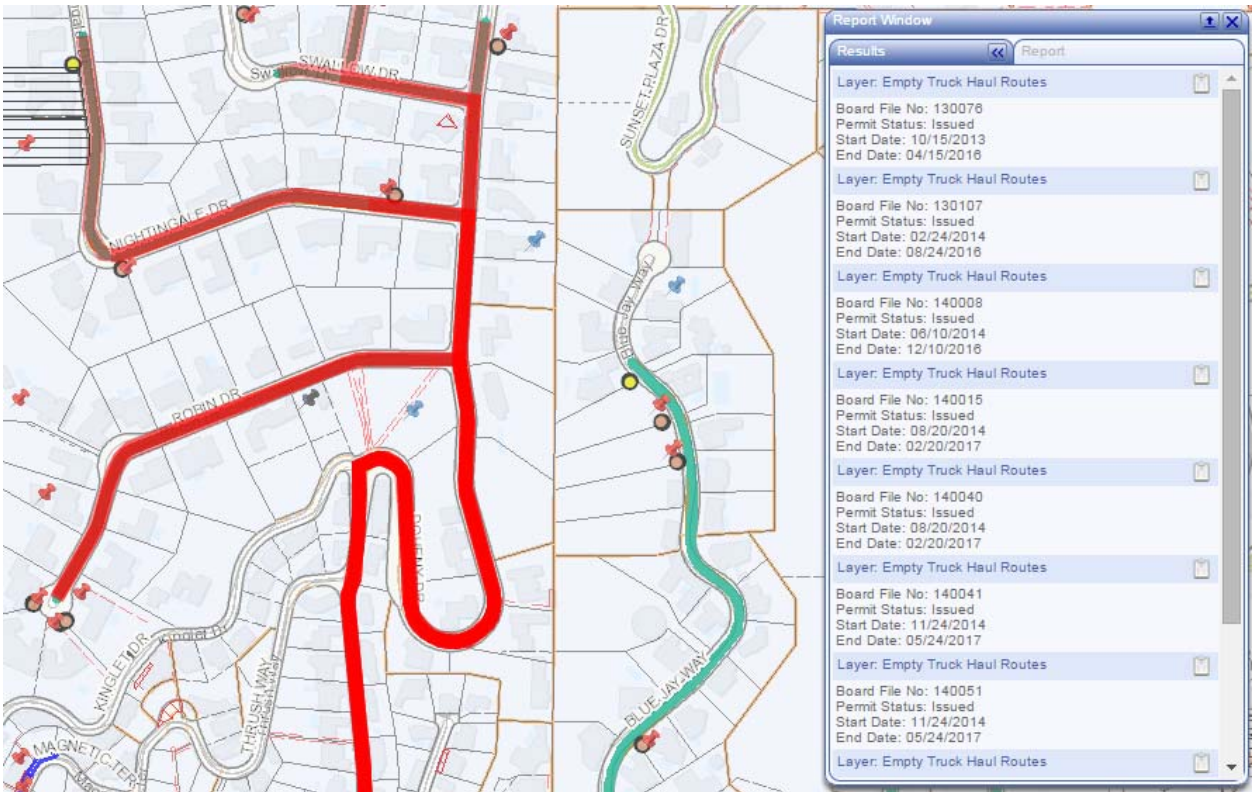 SWALLOW DR
NIGHTINGALE DR
ROBIN DR
DOHENY DR
KINGLET DR
Kinglet Dr
THRUSH WAY
MAGNETIC TER
SUNSET PLAZA DR
Blue Jay Way
BLUE JAY WAY
Report Window
Results
Report
Layer: Empty Truck Haul Routes
Board File No: 130076
Permit Status: Issued
Start Date: 10/15/2013
End Date: 04/15/2016
Layer: Empty Truck Haul Routes
Board File No: 130107
Permit Status: Issued
Start Date: 02/24/2014
End Date: 08/24/2016
Layer: Empty Truck Haul Routes
Board File No: 140008
Permit Status: Issued
Start Date: 06/10/2014
End Date: 12/10/2016
Layer: Empty Truck Haul Routes
Board File No: 140015
Permit Status: Issued
Start Date: 08/20/2014
End Date: 02/20/2017
Layer: Empty Truck Haul Routes
Board File No: 140040
Permit Status: Issued
Start Date: 08/20/2014
End Date: 02/20/2017
Layer: Empty Truck Haul Routes
Board File No: 140041
Permit Status: Issued
Start Date: 11/24/2014
End Date: 05/24/2017
Layer: Empty Truck Haul Routes
Board File No: 140051
Permit Status: Issued
Start Date: 11/24/2014
End Date: 05/24/2017
Layer: Empty Truck Haul Routes